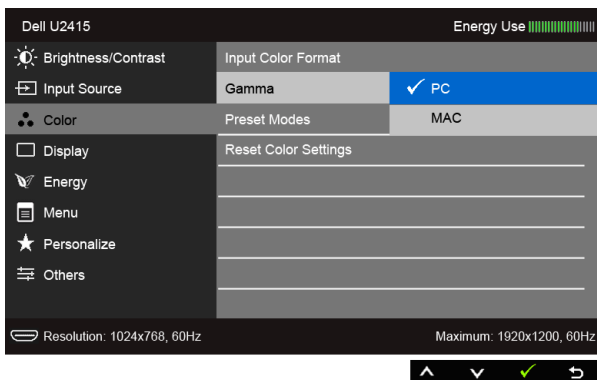 Dell U2415 Energy Use
Brightness/Contrast Input Color Format
Input Source Gamma PC
Color Preset Modes MAC
Display Reset Color Settings
Energy
Menu
Personalize
Others
Resolution: 1024x768, 60Hz Maximum: 1920x1200, 60Hz